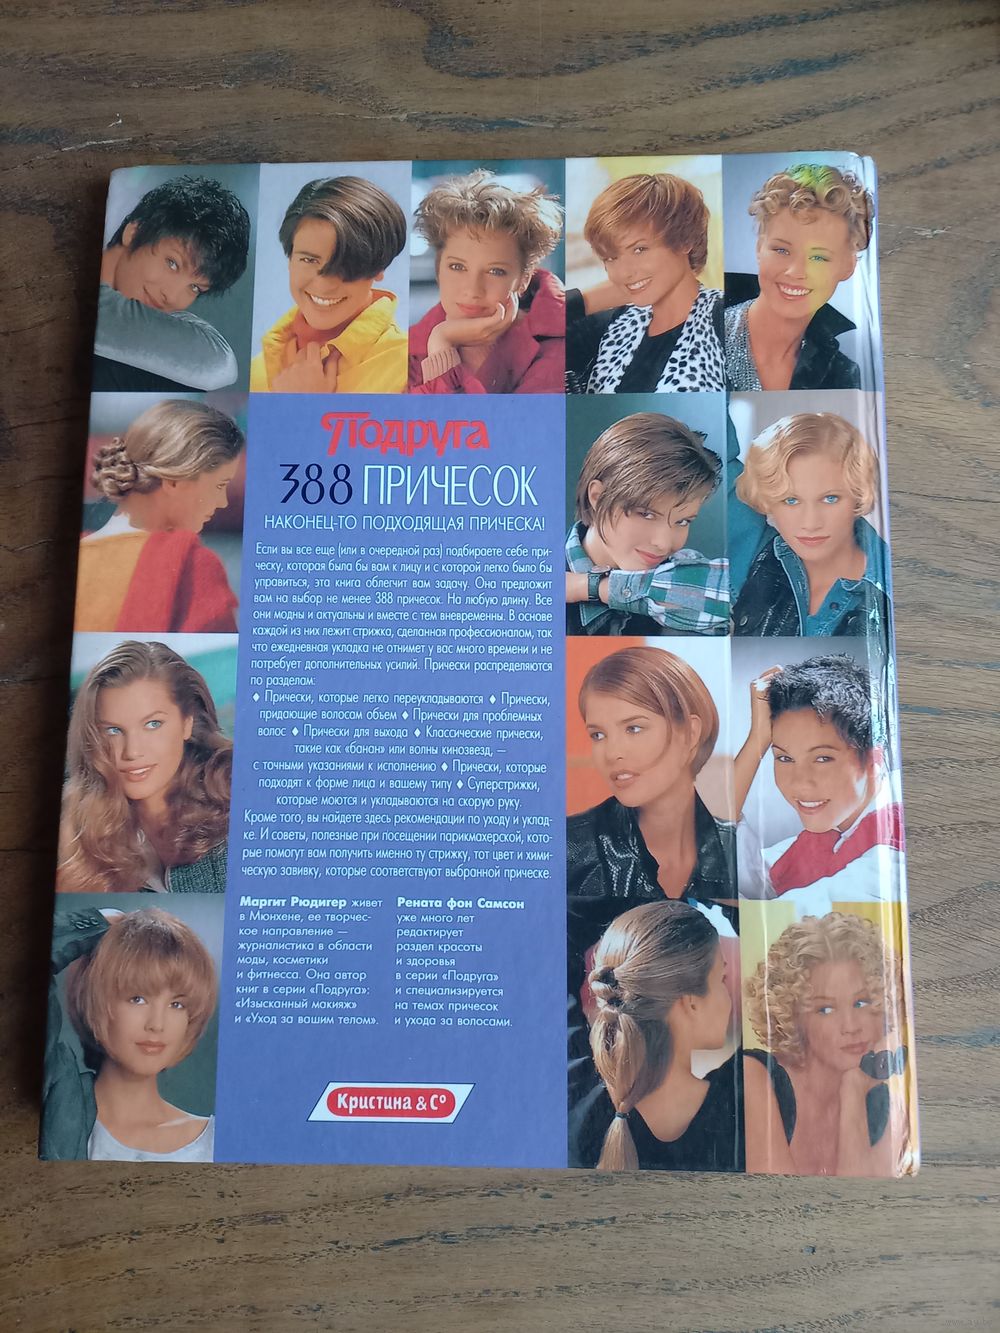 Подруга
388 ПРИЧЕСОК
НАКОНЕЦ-ТО ПОДХОДЯЩАЯ ПРИЧЕСКА!
Если вы все еще (или в очередной раз) подбираете себе при-
ческу, которая была бы вам к лицу и с которой легко было бы
управиться, эта книга облегчит вам задачу. Она предложит
вам на выбор не менее 388 причесок. На любую длину. Все
они модны и актуальны и вместе с тем вневременны. В основе
каждой из них лежит стрижка, сделанная профессионалом, так
что ежедневная укладка не отнимет у вас много времени и не
потребует дополнительных усилий. Прически распределяются
по разделам:
♦ Прически, которые легко переукладываются ♦ Прически,
придающие волосам объем ♦ Прически для проблемных
волос ♦ Прически для выхода ♦ Классические прически,
такие как «банан» или волны кинозвезд, —
с точными указаниями к исполнению ♦ Прически, которые
подходят к форме лица и вашему типу ♦ Суперстрижки,
которые моются и укладываются на скорую руку.
Кроме того, вы найдете здесь рекомендации по уходу и уклад-
ке. И советы, полезные при посещении парикмахерской, кото-
рые помогут вам получить именно ту стрижку, тот цвет и хими-
ческую завивку, которые соответствуют выбранной прическе.
Маргит Рюдигер живет
в Мюнхене, ее творчес-
кое направление —
журналистика в области
моды, косметики
и фитнесса. Она автор
книг в серии «Подруга»:
«Изысканный макияж»
и «Уход за вашим телом».
Рената фон Самсон
уже много лет
редактирует
раздел красоты
и здоровья
в серии «Подруга»
и специализируется
на темах причесок
и ухода за волосами.
Кристина & Cº